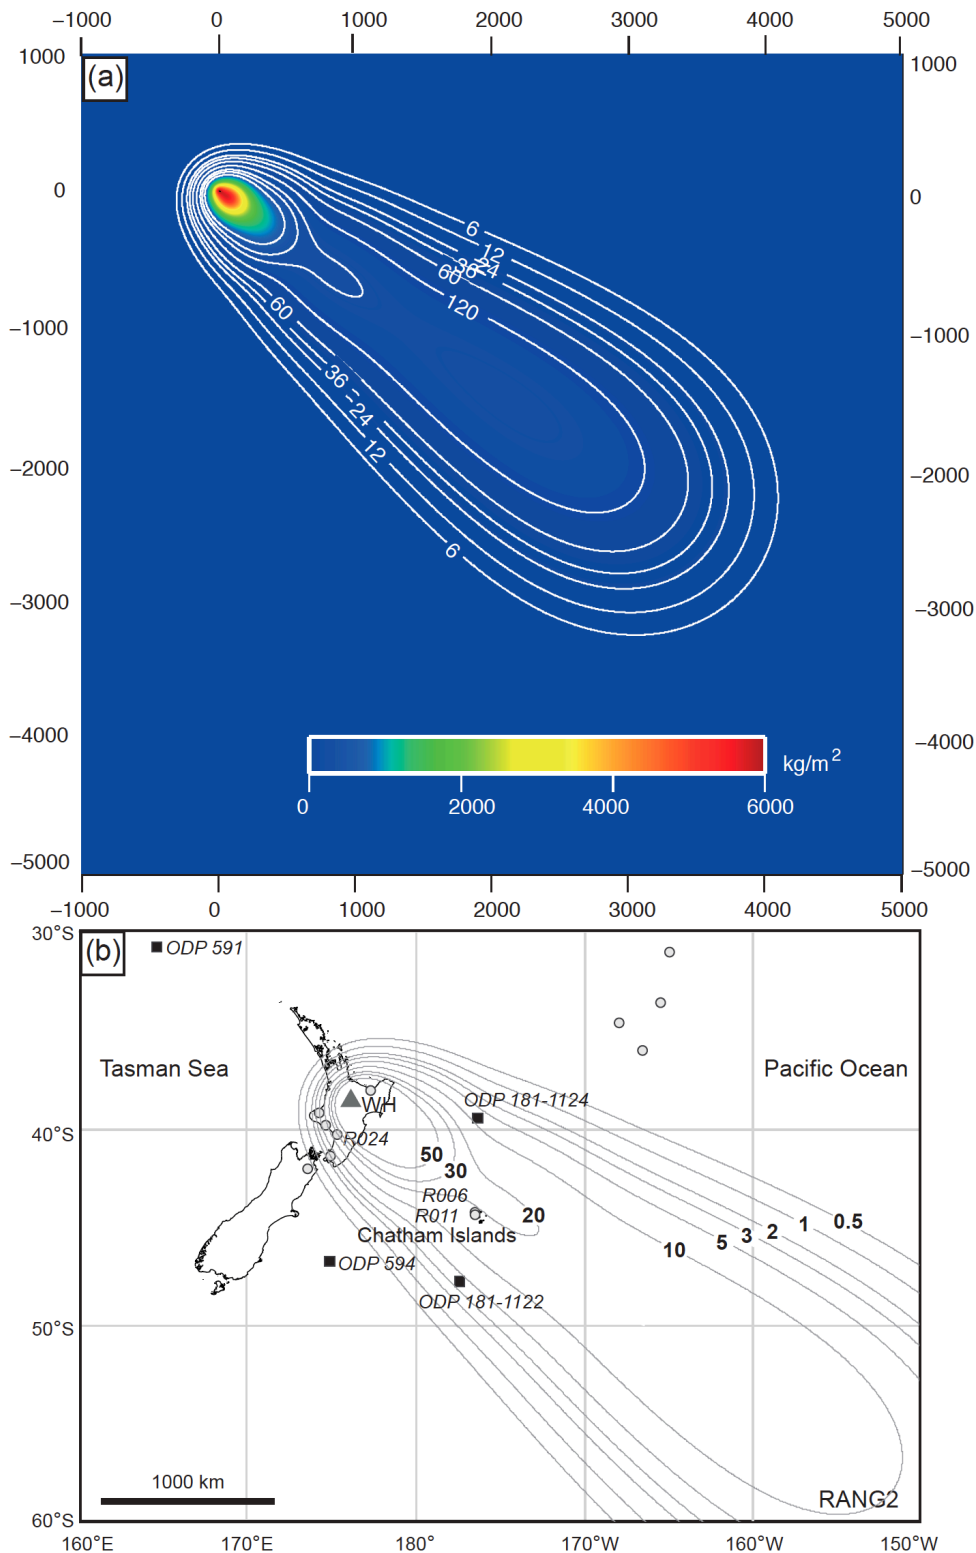 −1000 0 1000 2000 3000 4000 5000
1000 (a) 1000
0 0
6
12
36 24
60
120
−1000 60 −1000
36
24
12
−2000 −2000
6
−3000 −3000
−4000 −4000
kg/m2
0 2000 4000 6000
−5000 −5000
−1000 0 1000 2000 3000 4000 5000
30°S (b) ODP 591
Tasman Sea Pacific Ocean
WH ODP 181-1124
40°S R024
50
30
R006
R011 20
Chatham Islands
10 5 3 2 1 0.5
ODP 594
ODP 181-1122
50°S
1000 km
RANG2
60°S
160°E 170°E 180° 170°W 160°W 150°W